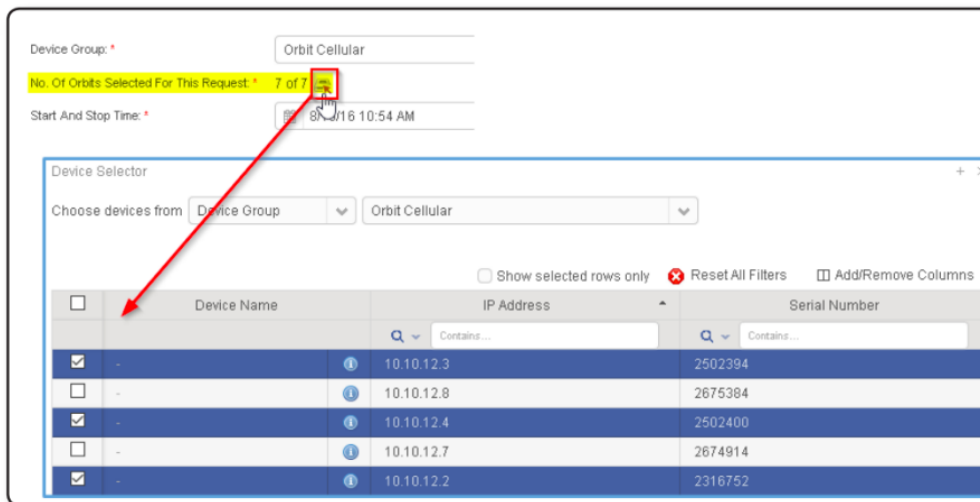 Device Group: *
Orbit Cellular
No. Of Orbits Selected For This Request: * 7 of 7
Start And Stop Time: *
10:54 AM
Device Selector
Choose devices from Device Group Orbit Cellular
Show selected rows only Reset All Filters Add/Remove Columns
Device Name IP Address Serial Number
Contains... Contains...
- 10.10.12.3 2502394
- 10.10.12.8 2675384
- 10.10.12.4 2502400
- 10.10.12.7 2674914
- 10.10.12.2 2316752